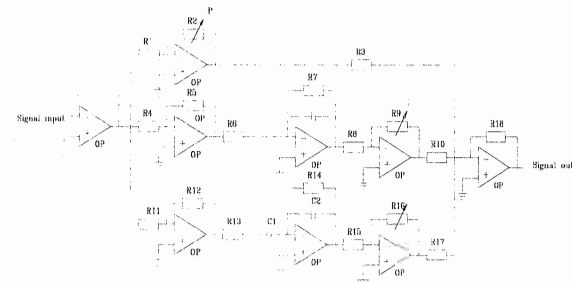 R2
P
R1
OP
R3
R7
Signal input
R4
R5
OP
OP
R6
OP
R8
R9
OP
R10
R18
OP
Signal out
R14
R12
R11
OP
R13
C1
C2
OP
R15
R16
OP
R17